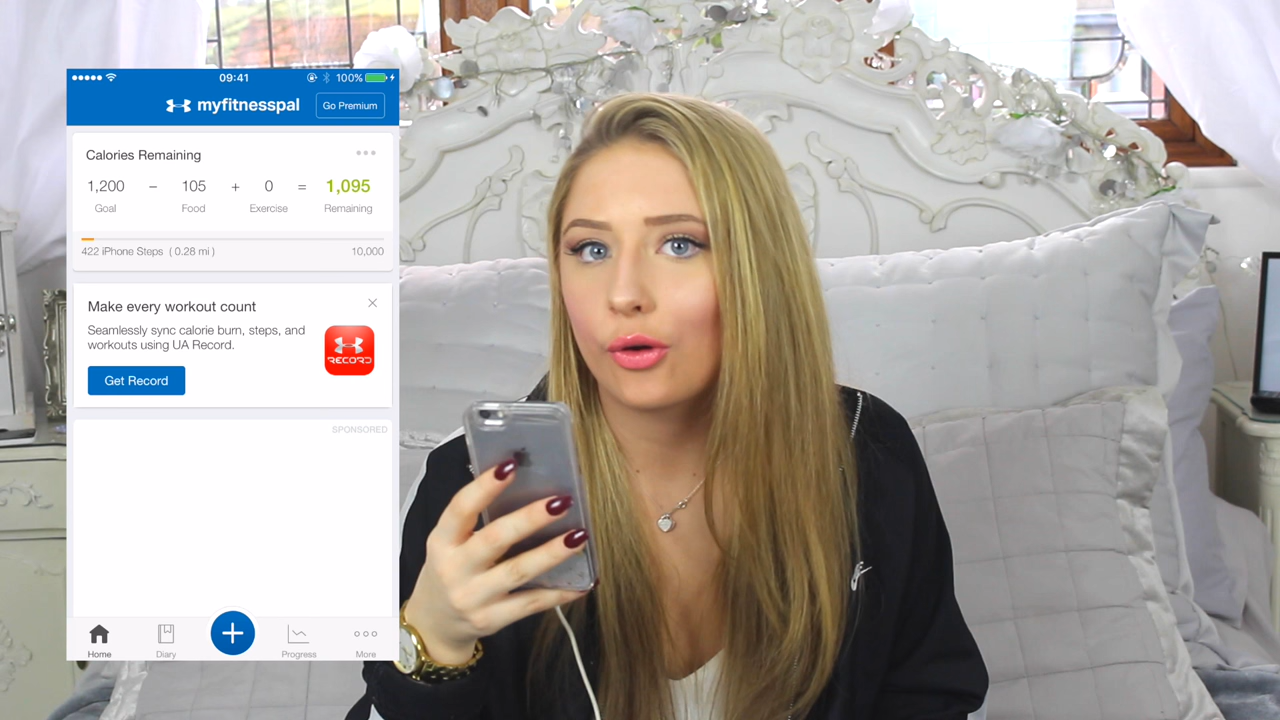 09:41
100%
myfitnesspal
Go Premium
Calories Remaining
1,200 − 105 + 0 = 1,095
Goal Food Exercise Remaining
422 iPhone Steps ( 0.28 mi ) 10,000
Make every workout count
Seamlessly sync calorie burn, steps, and
workouts using UA Record.
RECORD
Get Record
SPONSORED
Home Diary Progress More